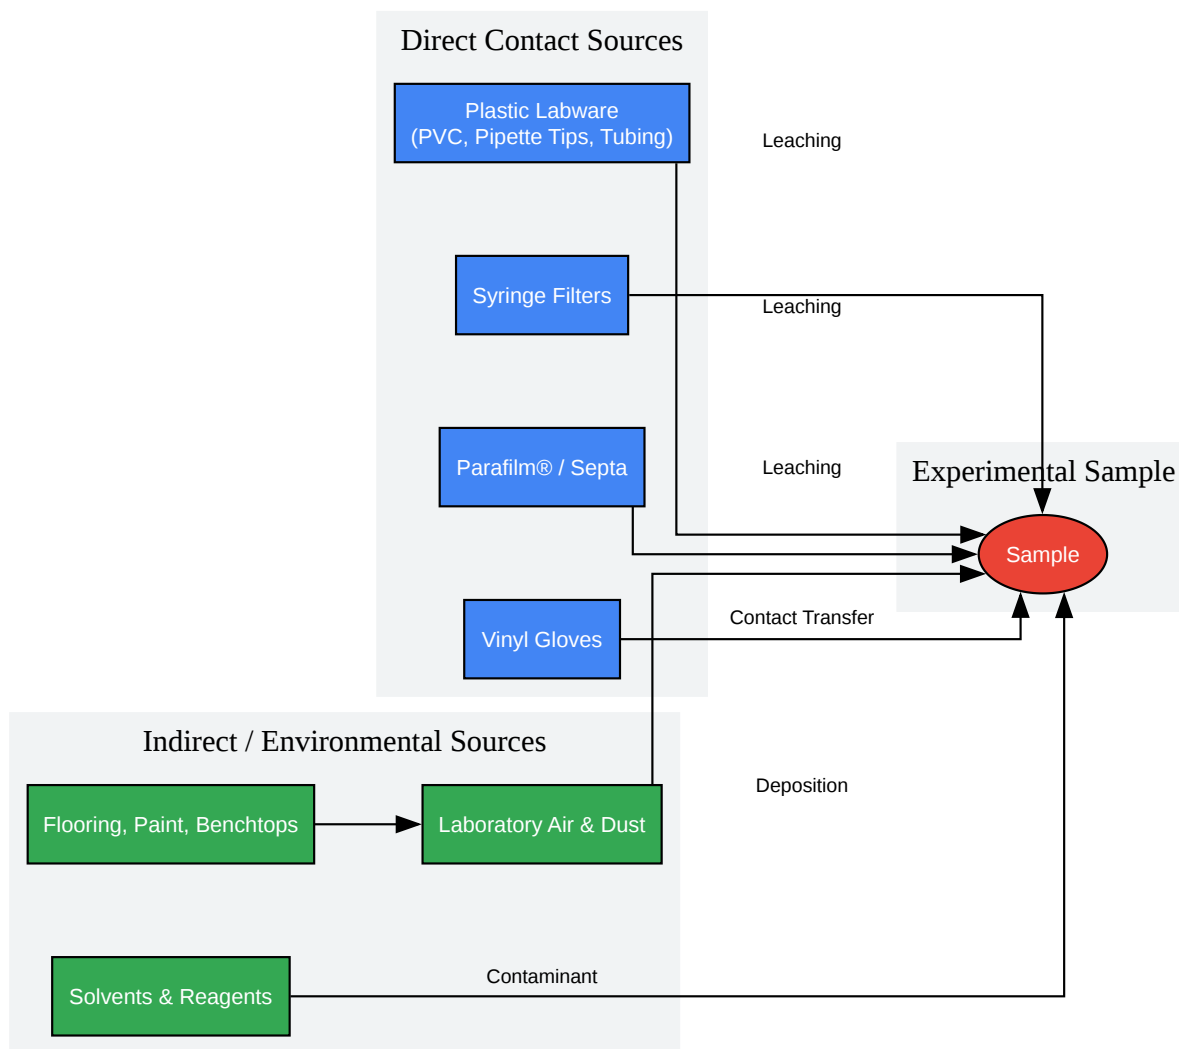 Direct Contact Sources
Plastic Labware
(PVC, Pipette Tips, Tubing)
Leaching
Syringe Filters
Leaching
Parafilm® / Septa
Leaching
Experimental Sample
Sample
Vinyl Gloves
Contact Transfer
Indirect / Environmental Sources
Flooring, Paint, Benchtops
Laboratory Air & Dust
Deposition
Solvents & Reagents
Contaminant